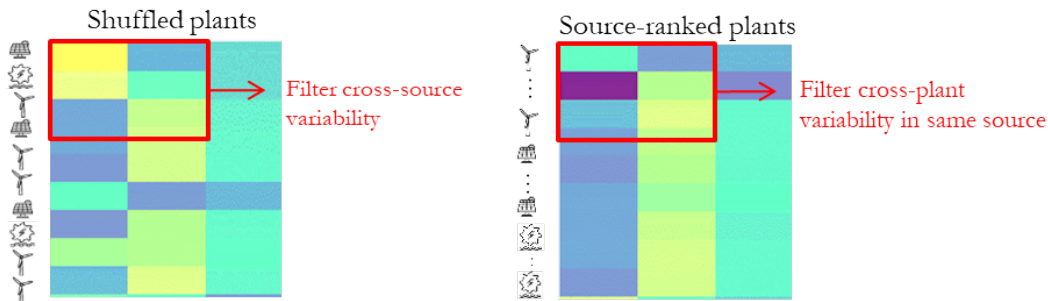 Shuffled plants
Filter cross-source
variability
Source-ranked plants
Filter cross-plant
variability in same source